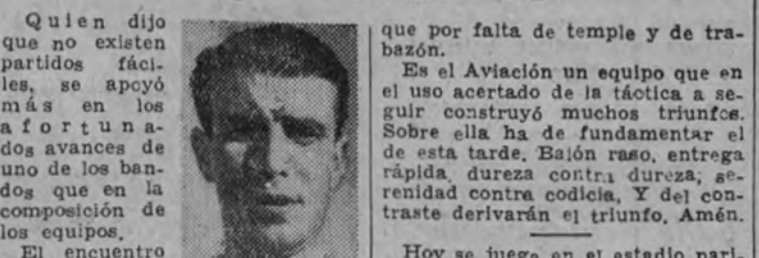 Quien dijo
que no existen
partidos fáci-
les, se apoyó
más en los
afortuna-
dos avances de
uno de los ban-
dos que en la
composición de
los equipos.
El encuentro
que por falta de temple y de tra-
bazón.
Es el Aviación un equipo que en
el uso acertado de la táctica a se-
guir construyó muchos triunfos.
Sobre ella ha de fundamentar el
de esta tarde. Balón raso, entrega
rápida, dureza contra dureza; se-
renidad contra codicia, Y del con-
traste derivarán el triunfo. Amén.
Hoy se juega en el estadio pari-